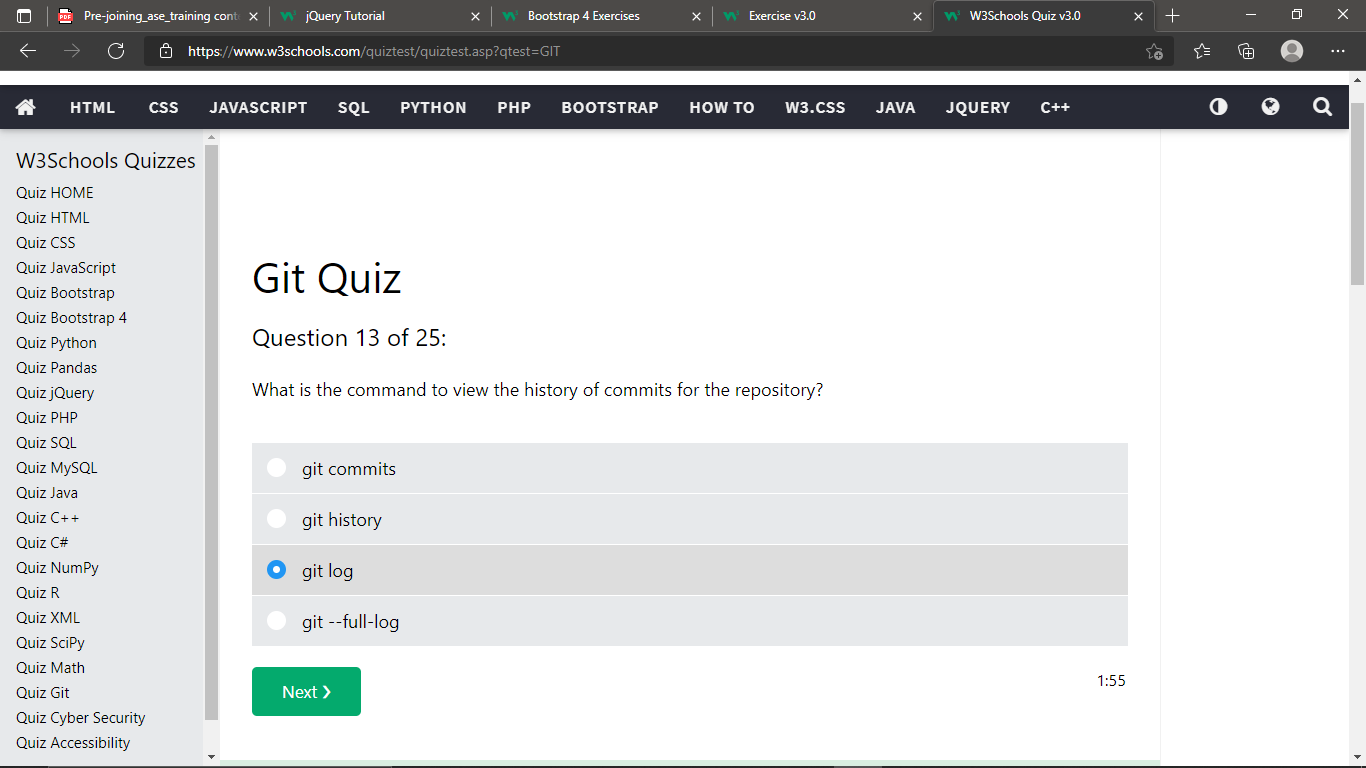 Pre-joining_ase_training cont
jQuery Tutorial
Bootstrap 4 Exercises
Exercise v3.0
W3Schools Quiz v3.0
https://www.w3schools.com/quiztest/quiztest.asp?qtest=GIT
HTML CSS JAVASCRIPT SQL PYTHON PHP BOOTSTRAP HOW TO W3.CSS JAVA JQUERY C++
W3Schools Quizzes
Quiz HOME
Quiz HTML
Quiz CSS
Quiz JavaScript
Quiz Bootstrap
Quiz Bootstrap 4
Quiz Python
Quiz Pandas
Quiz jQuery
Quiz PHP
Quiz SQL
Quiz MySQL
Quiz Java
Quiz C++
Quiz C#
Quiz NumPy
Quiz R
Quiz XML
Quiz SciPy
Quiz Math
Quiz Git
Quiz Cyber Security
Quiz Accessibility
Git Quiz
Question 13 of 25:
What is the command to view the history of commits for the repository?
git commits
git history
git log
git --full-log
Next ❯
1:55